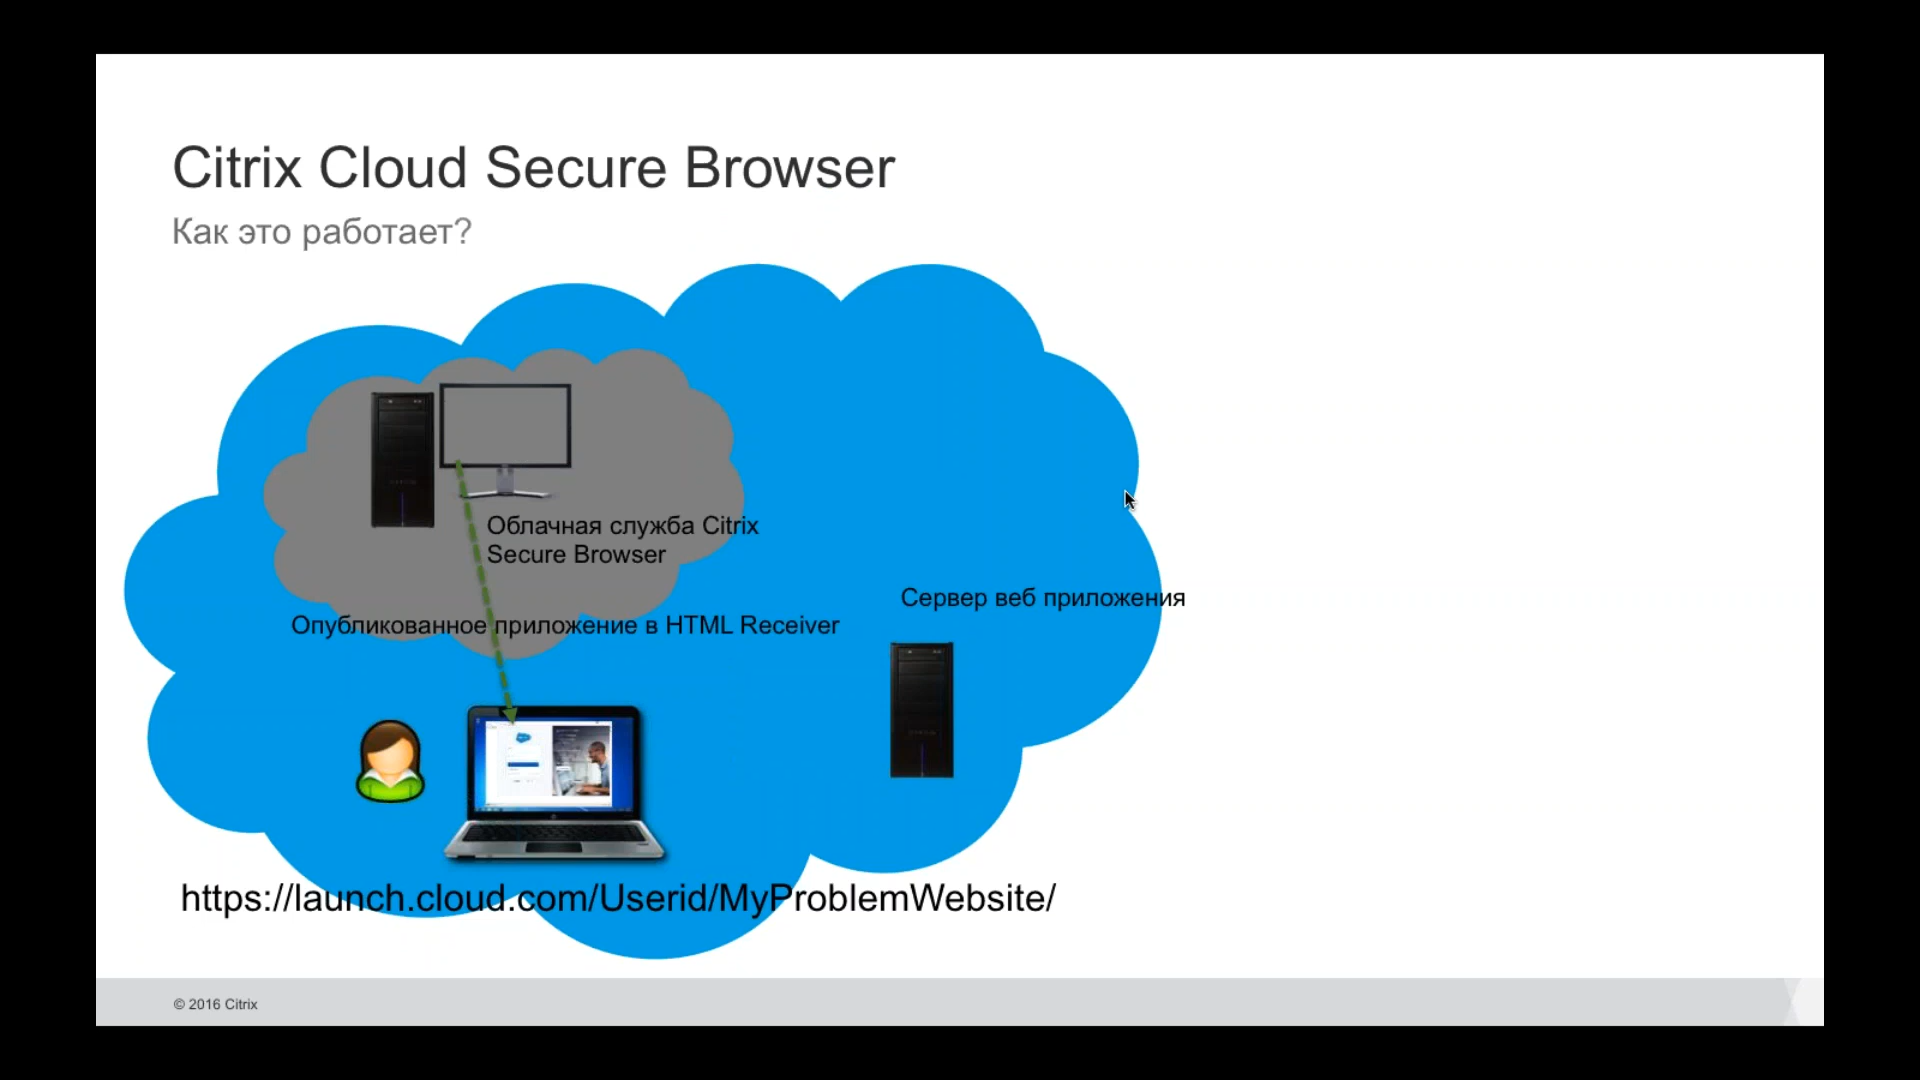 Citrix Cloud Secure Browser
Как это работает?
Облачная служба Citrix
Secure Browser
Сервер веб приложения
Опубликованное приложение в HTML Receiver
https://launch.cloud.com/Userid/MyProblemWebsite/
© 2016 Citrix